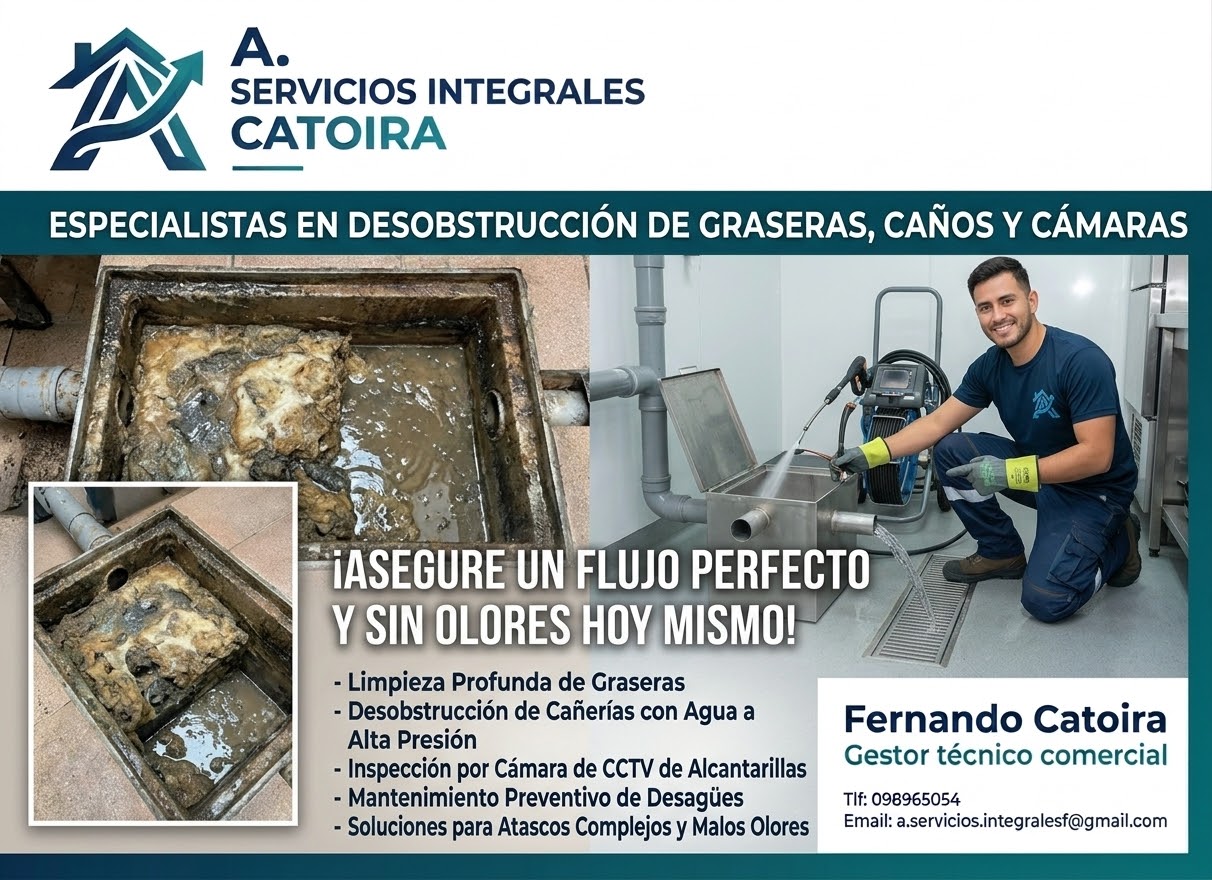 A.
SERVICIOS INTEGRALES
CATOIRA
ESPECIALISTAS EN DESOBSTRUCCIÓN DE GRASERAS, CAÑOS Y CÁMARAS
¡ASEGURE UN FLUJO PERFECTO
Y SIN OLORES HOY MISMO!
- Limpieza Profunda de Graseras
- Desobstrucción de Cañerías con Agua a
Alta Presión
- Inspección por Cámara de CCTV de Alcantarillas
- Mantenimiento Preventivo de Desagües
- Soluciones para Atascos Complejos y Malos Olores
Fernando Catoira
Gestor técnico comercial
Tlf: 098965054
Email: a.servicios.integralesf@gmail.com